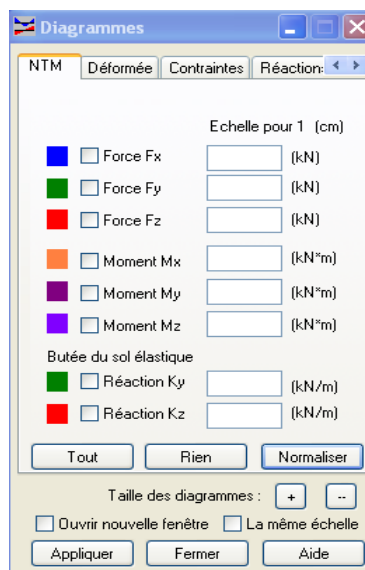 Diagrammes
NTM Déformée Contraintes Réactions
Echelle pour 1 (cm)
Force Fx (kN)
Force Fy (kN)
Force Fz (kN)
Moment Mx (kN*m)
Moment My (kN*m)
Moment Mz (kN*m)
Butée du sol élastique
Réaction Ky (kN/m)
Réaction Kz (kN/m)
Tout Rien Normaliser
Taille des diagrammes : + --
Ouvrir nouvelle fenêtre La même échelle
Appliquer Fermer Aide